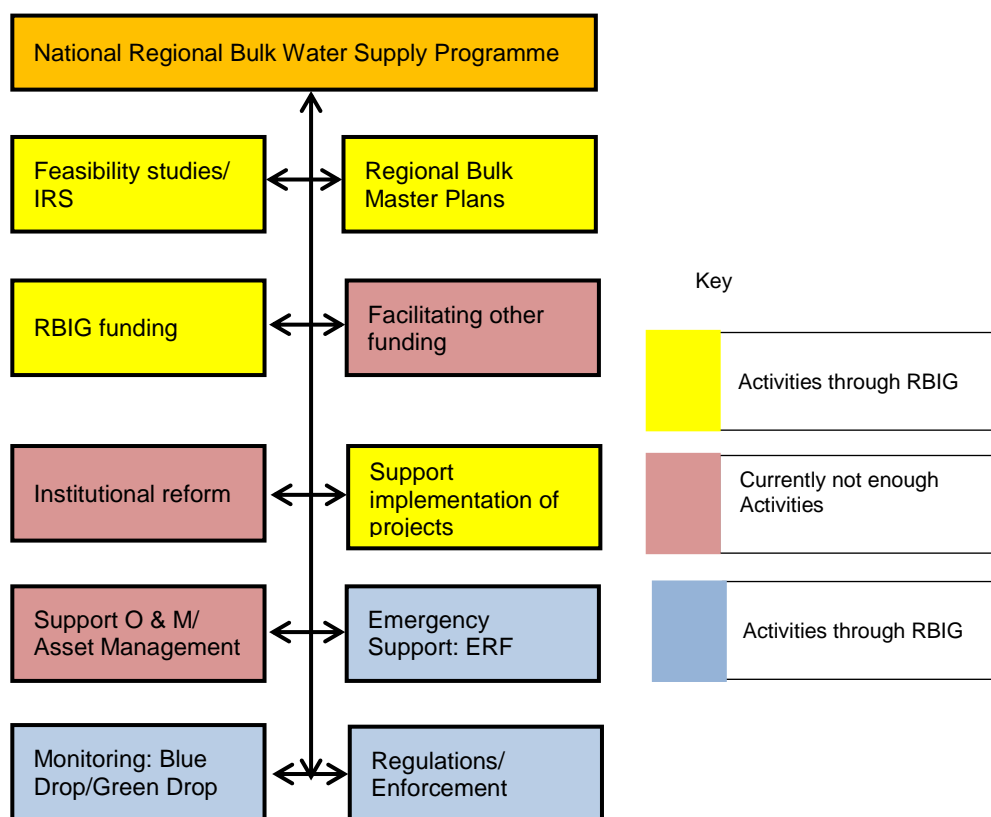 National Regional Bulk Water Supply Programme
Feasibility studies/
IRS
Regional Bulk
Master Plans
RBIG funding
Facilitating other
funding
Institutional reform
Support
implementation of
projects
Support O & M/
Asset Management
Emergency
Support: ERF
Monitoring: Blue
Drop/Green Drop
Regulations/
Enforcement
Key
Activities through RBIG
Currently not enough
Activities
Activities through RBIG